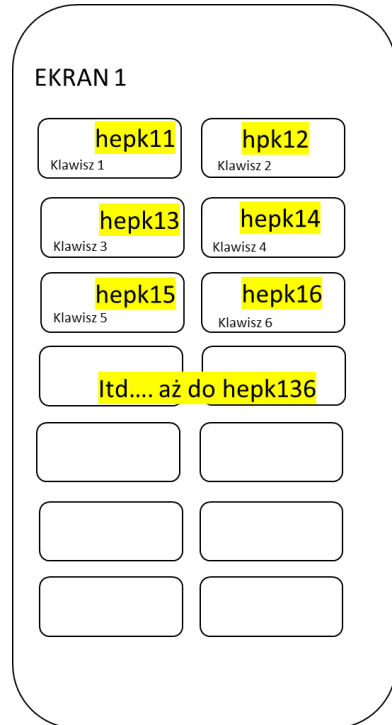 EKRAN 1
hepk11 hpk12
Klawisz 1 Klawisz 2
hepk13 hepk14
Klawisz 3 Klawisz 4
hepk15 hepk16
Klawisz 5 Klawisz 6
Itd.... aż do hepk136